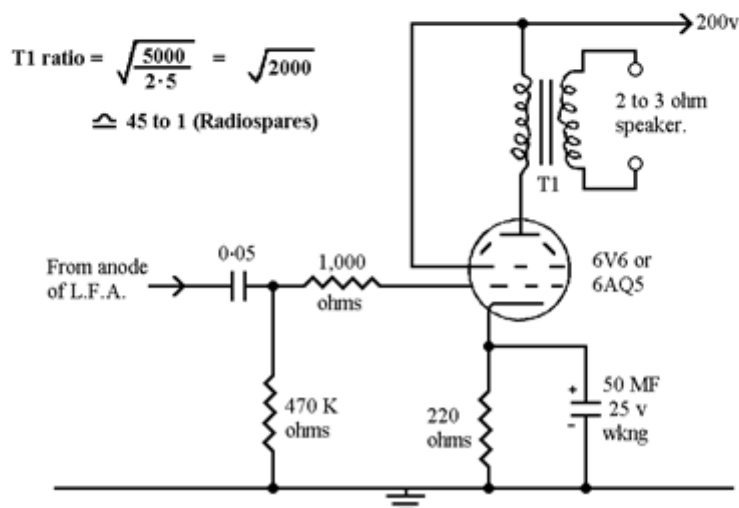 200v
T1 ratio = √5000/2·5 = √2000
≏ 45 to 1 (Radiospares)
2 to 3 ohm
speaker.
T1
0·05
1,000
ohms
From anode
of L.F.A.
6V6 or
6AQ5
470 K
ohms
220
ohms
50 MF
25 v
wkng
+
-